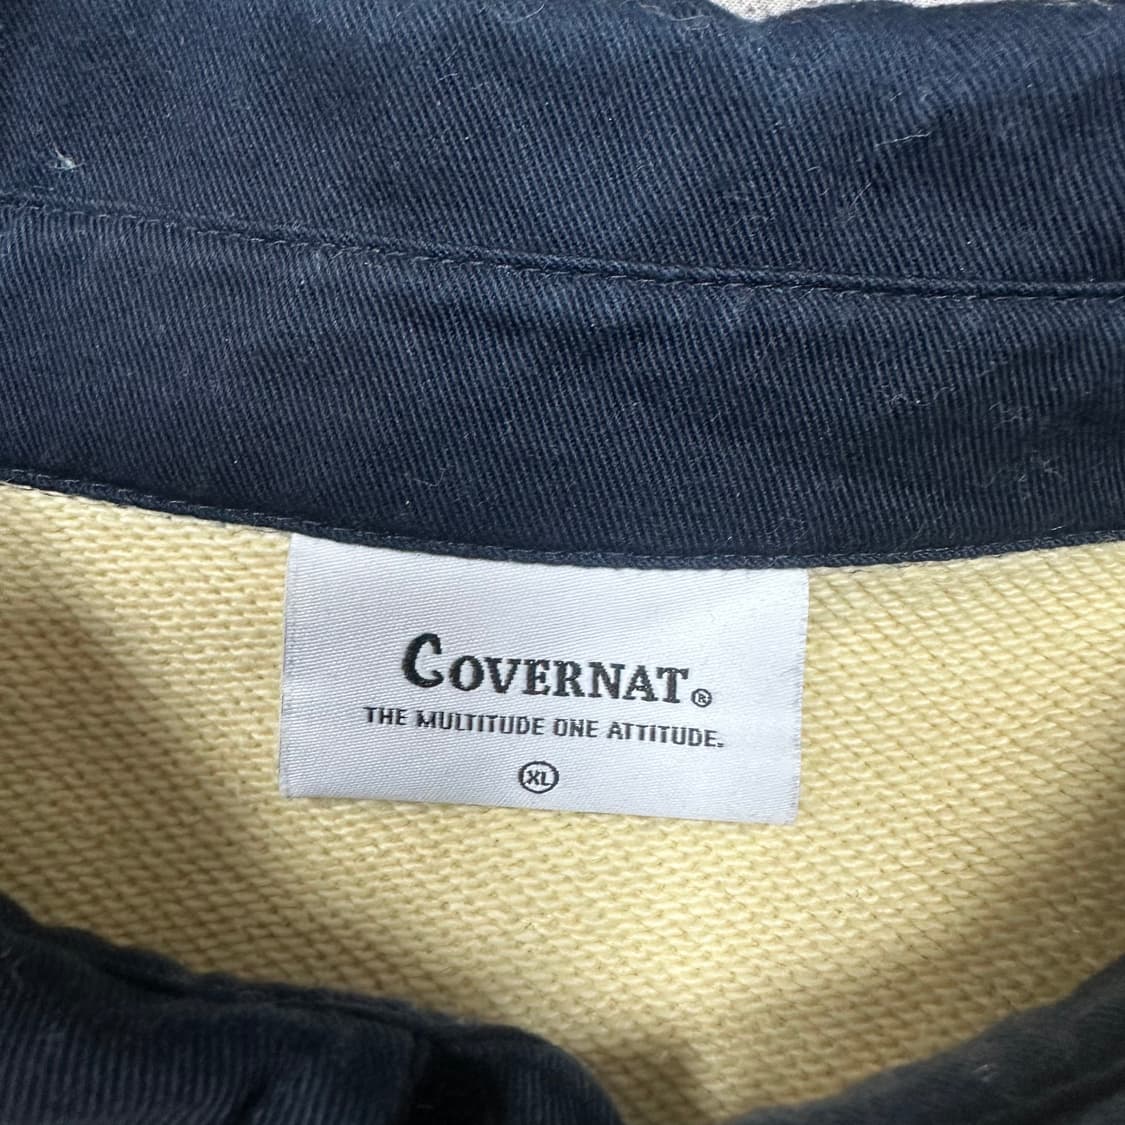 COVERNAT®
THE MULTITUDE ONE ATTITUDE.
XL